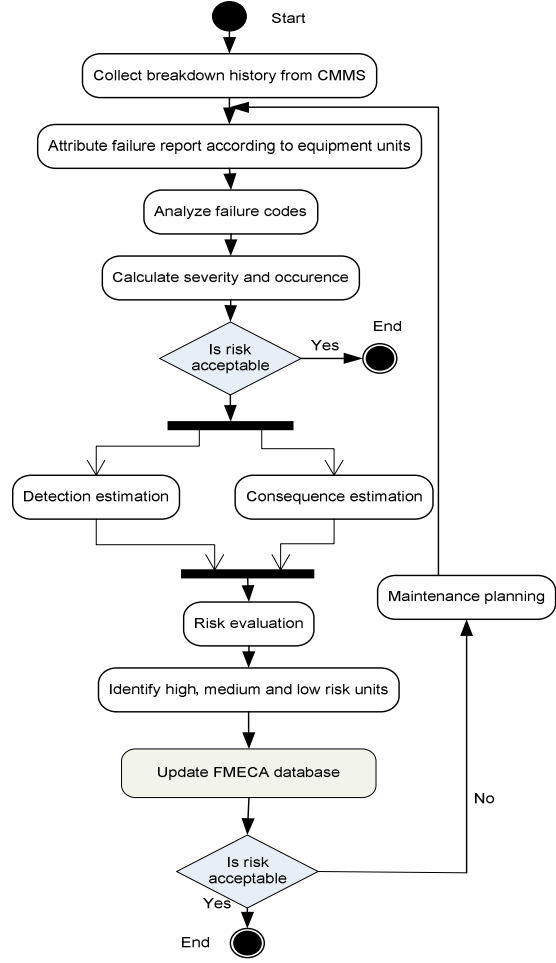 Start
Collect breakdown history from CMMS
Attribute failure report according to equipment units
Analyze failure codes
Calculate severity and occurence
End
Is risk
acceptable
Yes
Detection estimation
Consequence estimation
Maintenance planning
Risk evaluation
Identify high, medium and low risk units
Update FMECA database
No
Is risk
acceptable
Yes
End